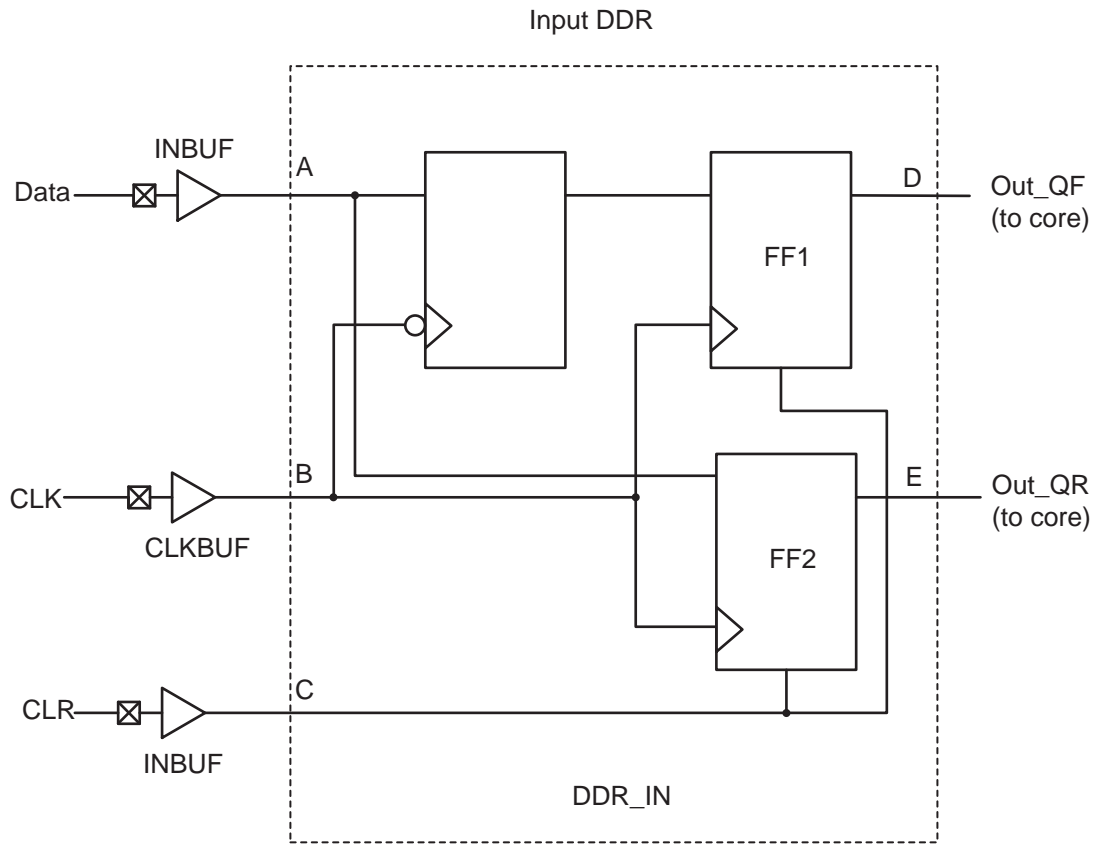 Input DDR
INBUF
A
Data
D
Out_QF
(to core)
FF1
B
CLK
E
Out_QR
(to core)
CLKBUF
FF2
C
CLR
INBUF
DDR_IN